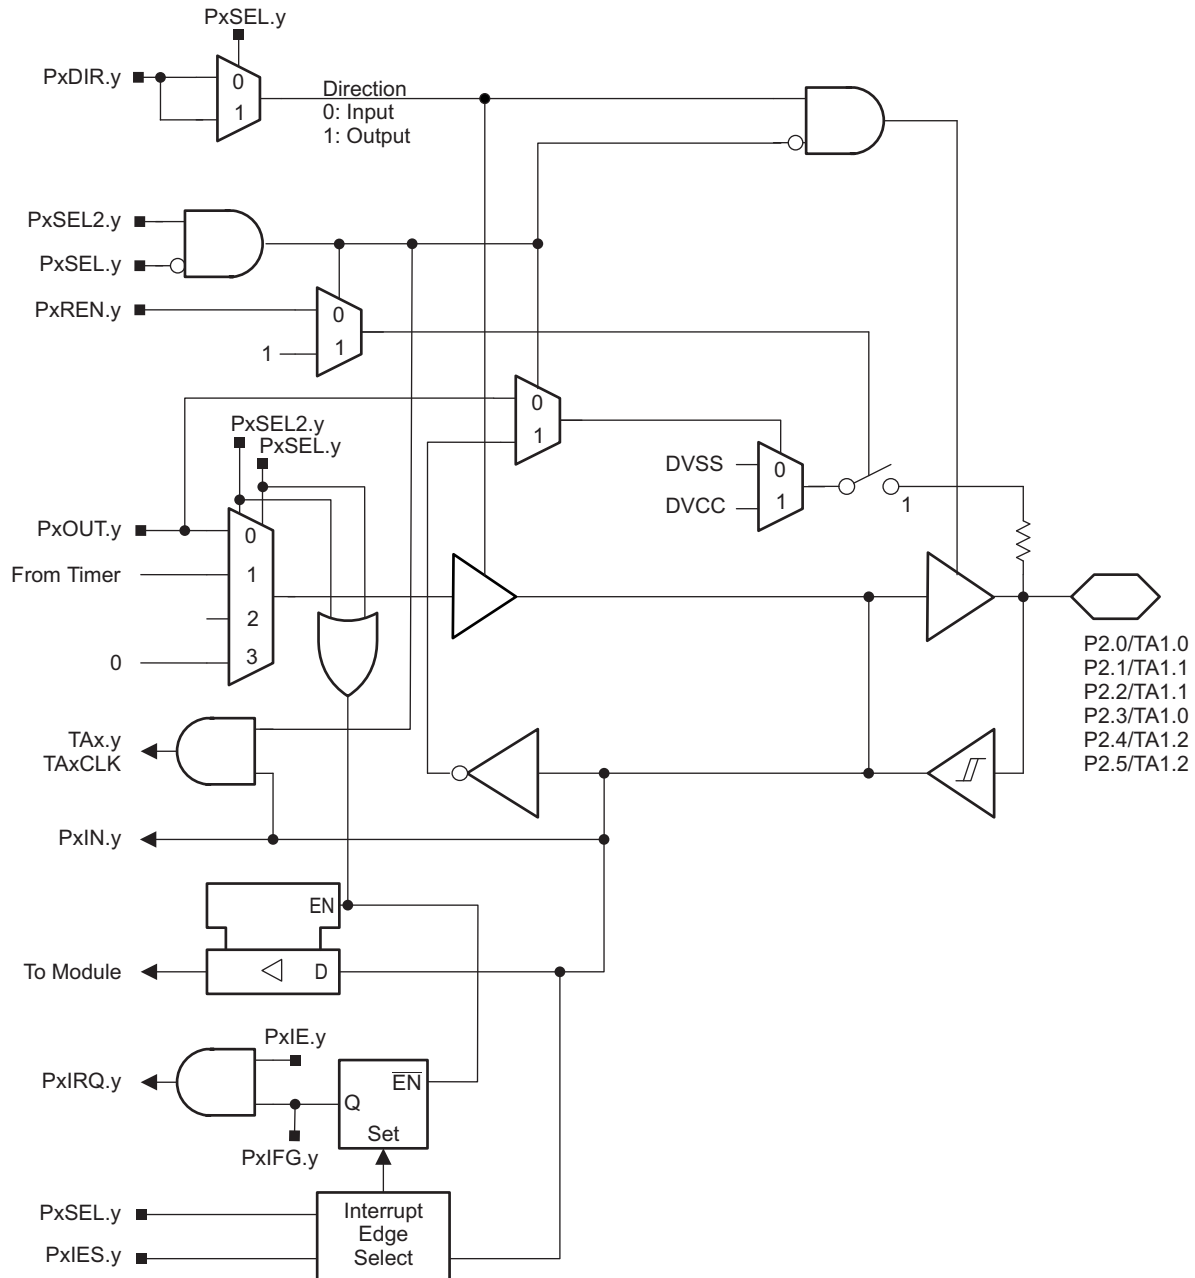 PxSEL.y
PxDIR.y
0
1
Direction
0: Input
1: Output
PxSEL2.y
PxSEL.y
PxREN.y
0
1
1
0
1
PxSEL2.y
PxSEL.y
DVSS
DVCC
0
1
1
PxOUT.y
From Timer
0
0
1
2
3
P2.0/TA1.0
P2.1/TA1.1
P2.2/TA1.1
P2.3/TA1.0
P2.4/TA1.2
P2.5/TA1.2
TAx.y
TAxCLK
PxIN.y
EN
To Module
D
PxIE.y
PxIRQ.y
EN
Q
Set
PxIFG.y
PxSEL.y
PxIES.y
Interrupt
Edge
Select